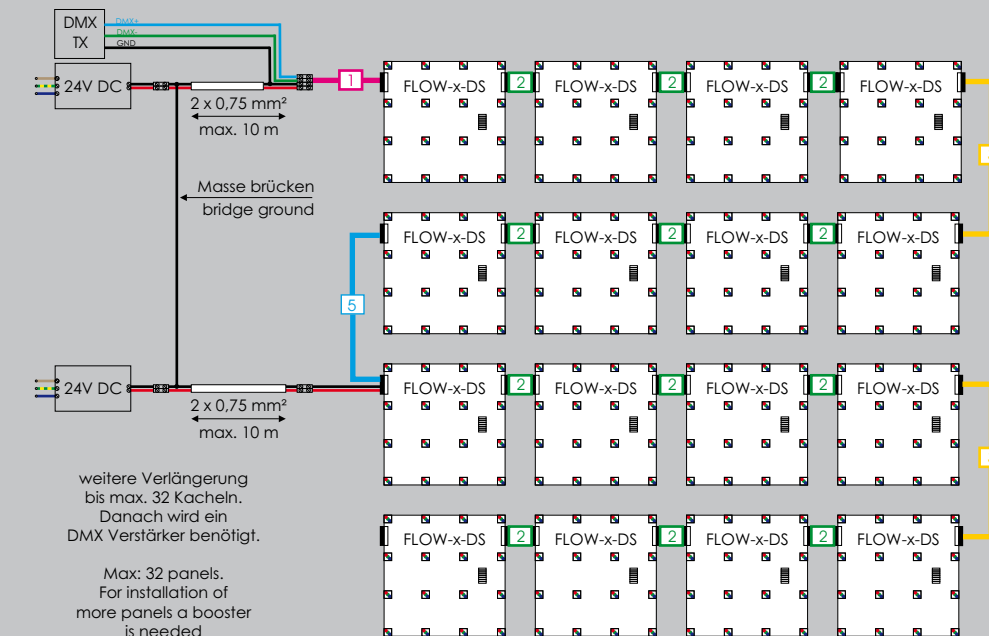 DMX
TX
DMX+
DMX-
GND
24V DC
2 x 0,75 mm²
max. 10 m
1
FLOW-x-DS
2
FLOW-x-DS
2
FLOW-x-DS
2
FLOW-x-DS
Masse brücken
bridge ground
FLOW-x-DS
2
FLOW-x-DS
2
FLOW-x-DS
2
FLOW-x-DS
5
24V DC
2 x 0,75 mm²
max. 10 m
FLOW-x-DS
2
FLOW-x-DS
2
FLOW-x-DS
2
FLOW-x-DS
weitere Verlängerung
bis max. 32 Kacheln.
Danach wird ein
DMX Verstärker benötigt.
Max: 32 panels.
For installation of
more panels a booster
is needed
FLOW-x-DS
2
FLOW-x-DS
2
FLOW-x-DS
2
FLOW-x-DS